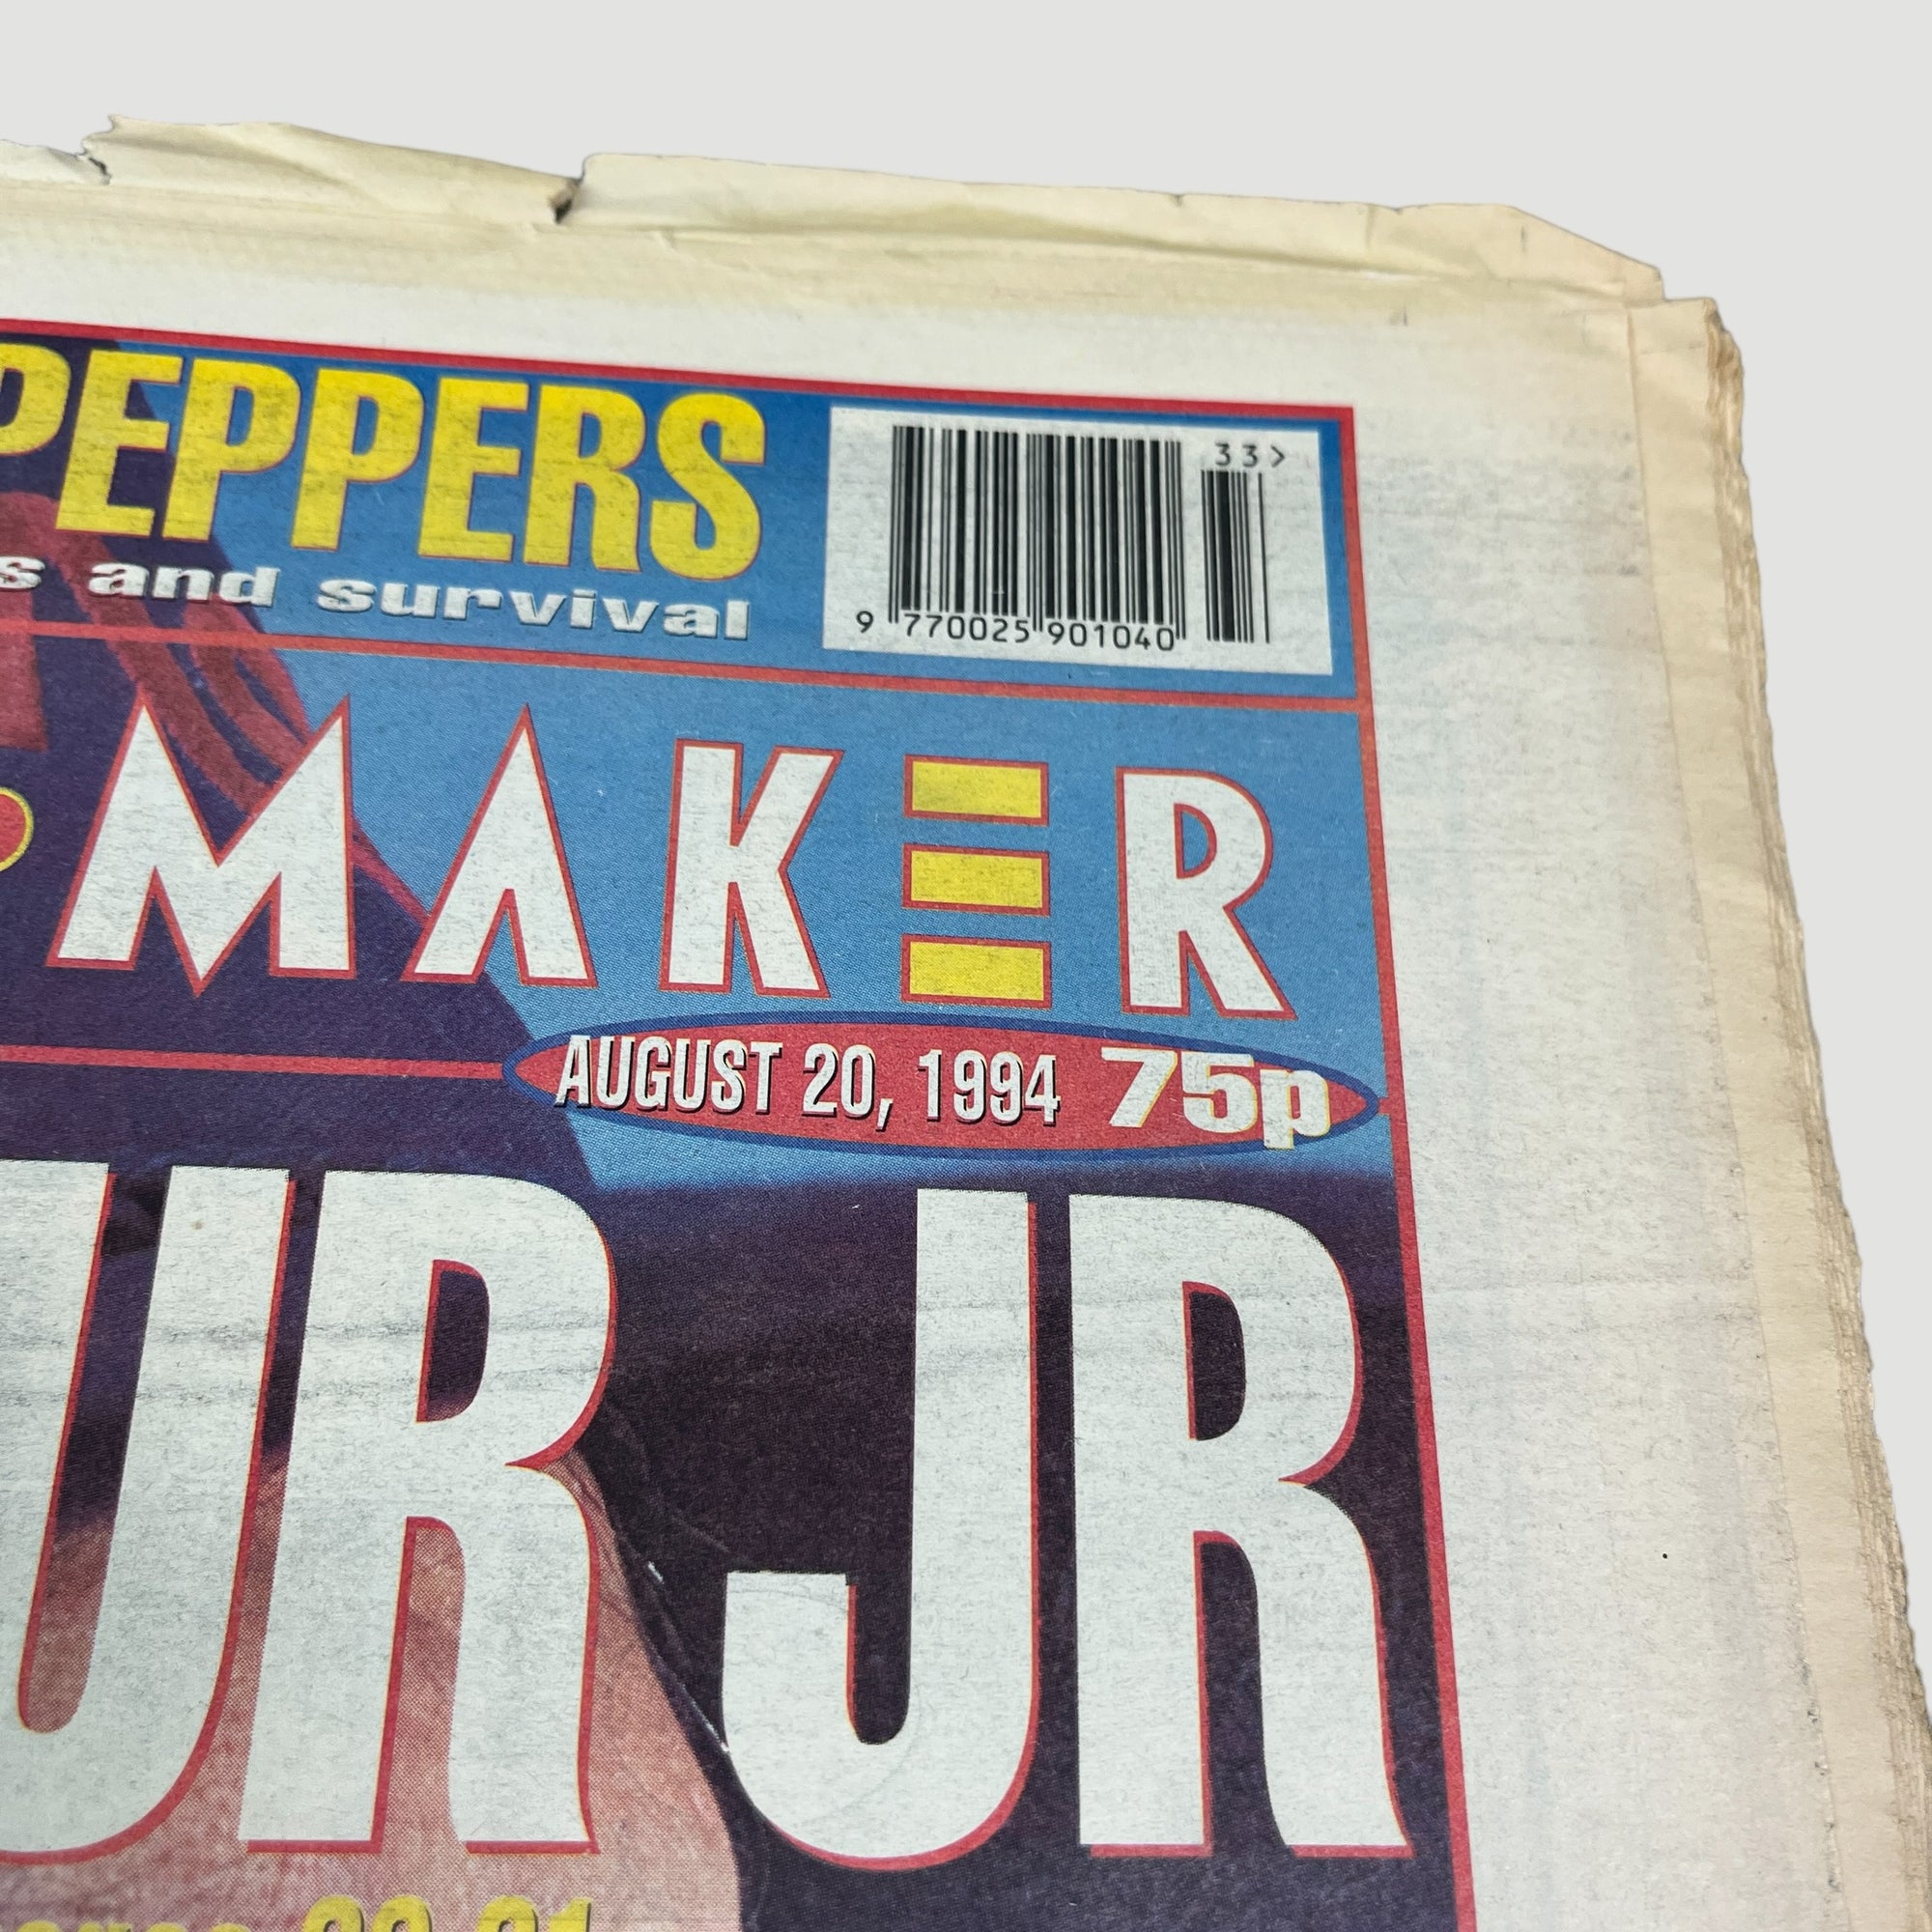 PEPPERS
33>
s and survival
9 770025 901040
MAKER
AUGUST 20, 1994 75p
UR JR